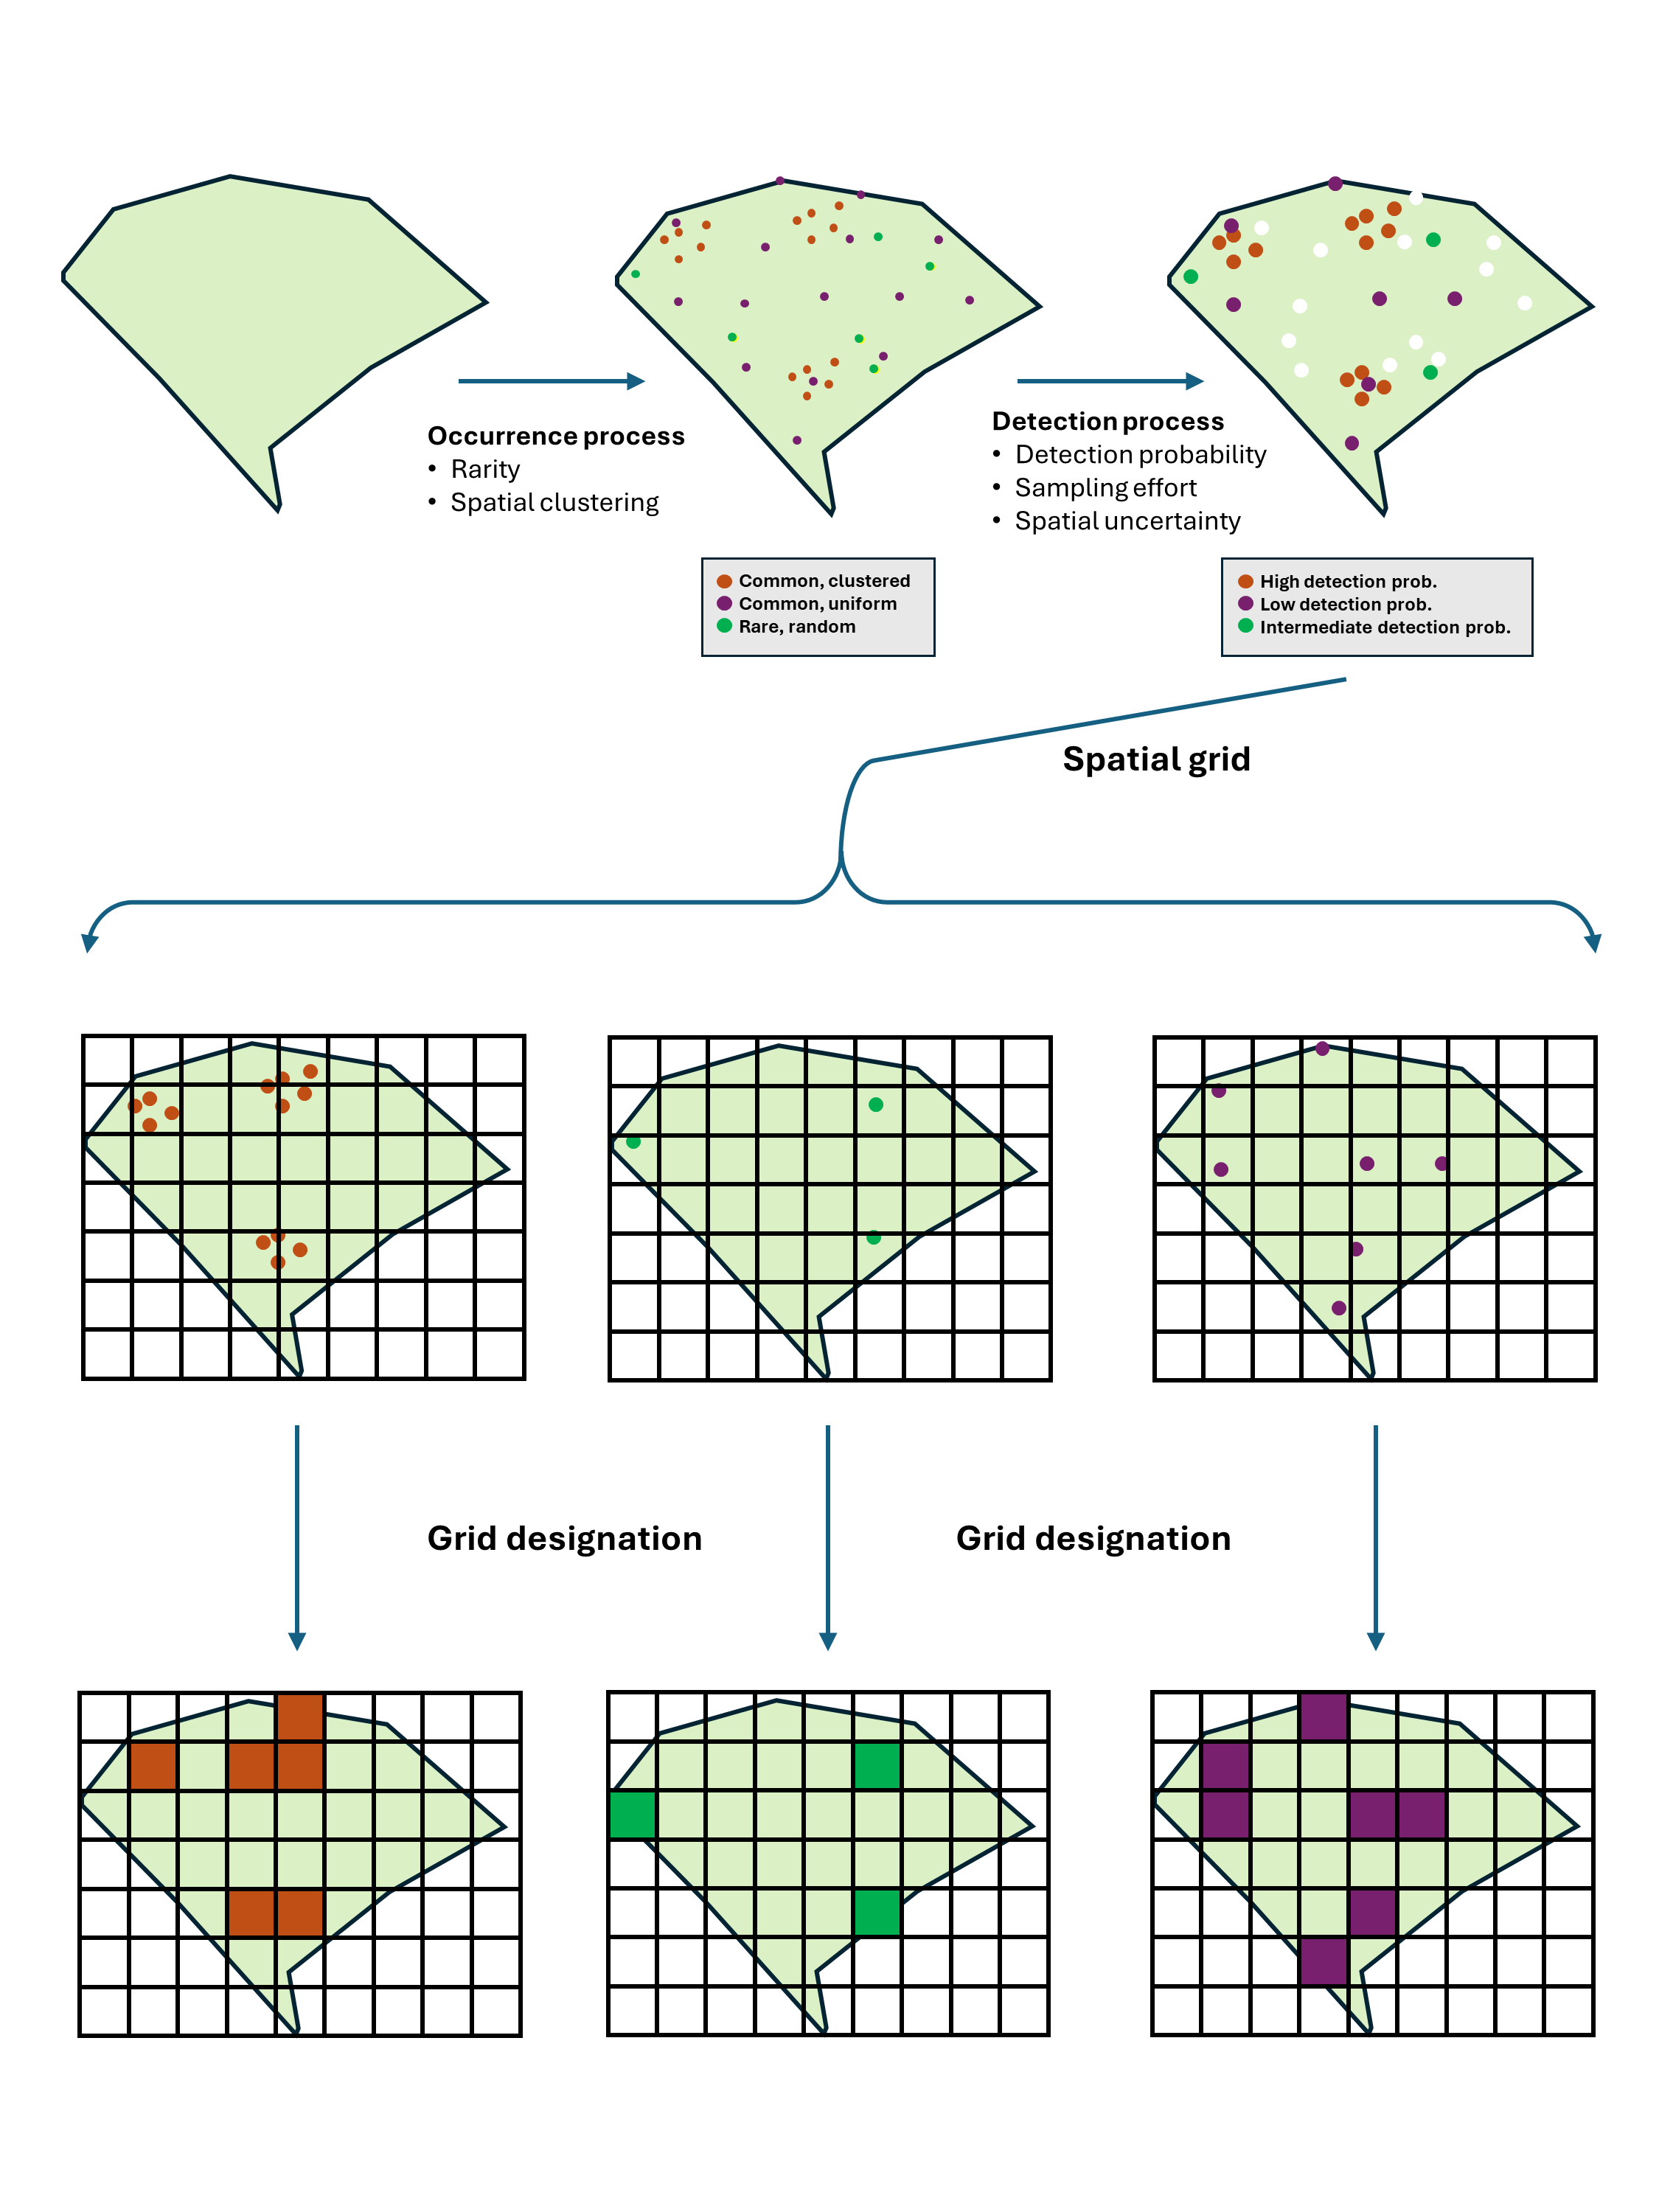 Occurrence process
• Rarity
• Spatial clustering
Detection process
• Detection probability
• Sampling effort
• Spatial uncertainty
Common, clustered
Common, uniform
Rare, random
High detection prob.
Low detection prob.
Intermediate detection prob.
Spatial grid
Grid designation
Grid designation